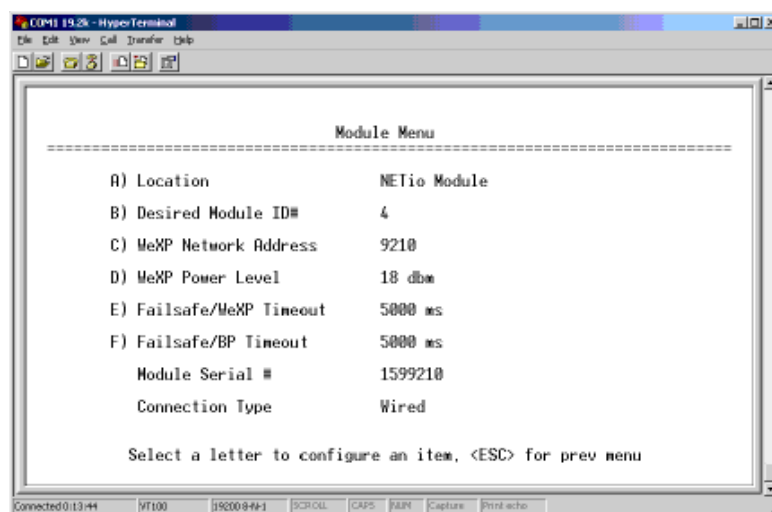 COM1 19.2k - HyperTerminal
File Edit View Call Transfer Help
Module Menu
================================================================================
A) Location NETio Module
B) Desired Module ID# 4
C) WeXP Network Address 9210
D) WeXP Power Level 18 dbm
E) Failsafe/WeXP Timeout 5000 ms
F) Failsafe/BP Timeout 5000 ms
Module Serial # 1599210
Connection Type Wired
Select a letter to configure an item, <ESC> for prev menu
Connected 0:13:44 VT100 19200 8-N-1 SCROLL CAPS NUM Capture Print echo